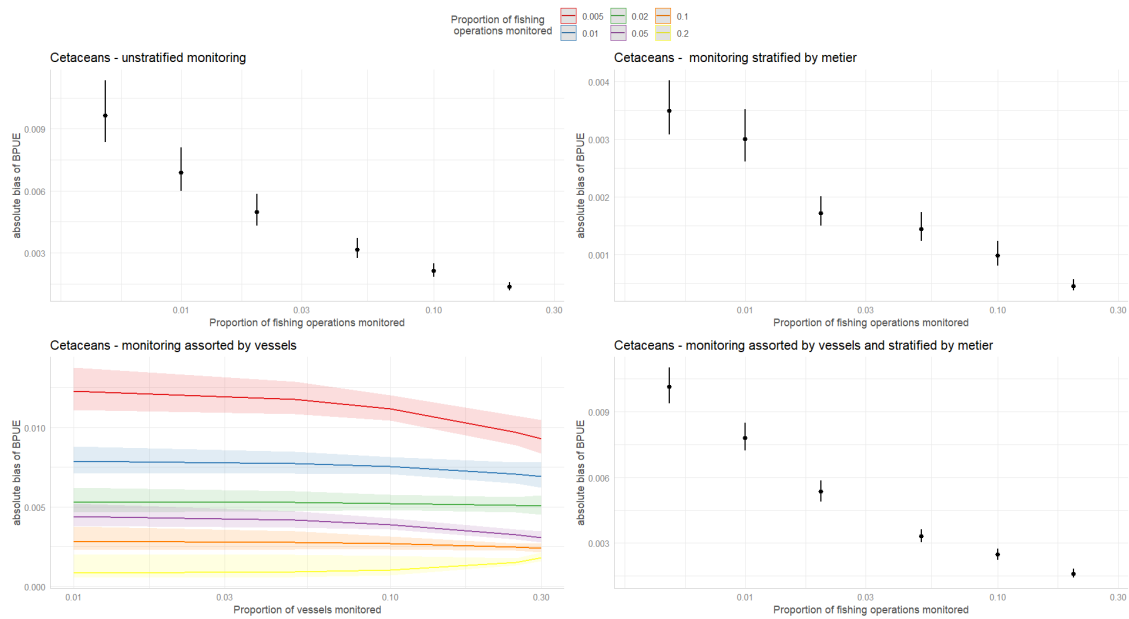 Proportion of fishing
operations monitored
0.005 0.02 0.1
0.01 0.05 0.2
Cetaceans - unstratified monitoring
absolute bias of BPUE
0.009
0.006
0.003
0.01 0.03 0.10 0.30
Proportion of fishing operations monitored
Cetaceans - monitoring stratified by metier
absolute bias of BPUE
0.004
0.003
0.002
0.001
0.01 0.03 0.10 0.30
Proportion of fishing operations monitored
Cetaceans - monitoring assorted by vessels
absolute bias of BPUE
0.010
0.005
0.000
0.01 0.03 0.10 0.30
Proportion of vessels monitored
Cetaceans - monitoring assorted by vessels and stratified by metier
absolute bias of BPUE
0.009
0.006
0.003
0.01 0.03 0.10 0.30
Proportion of fishing operations monitored